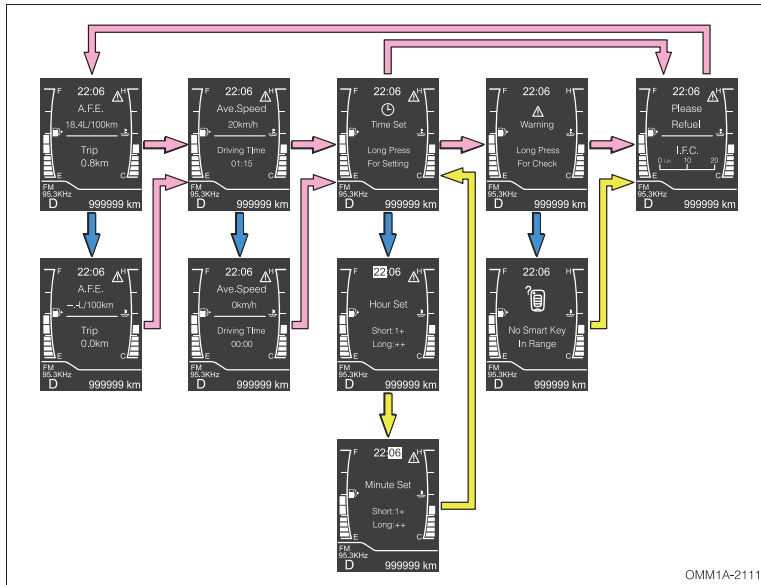 F 22:06 H
A.F.E.
18.4L/100km
Trip
0.8km
E C
FM
95.3KHz
D 999999 km
F 22:06 H
Ave.Speed
20km/h
Driving TIme
01:15
E C
FM
95.3KHz
D 999999 km
F 22:06 H
Time Set
Long Press
For Setting
E C
FM
95.3KHz
D 999999 km
F 22:06 H
Warning
Long Press
For Check
E C
FM
95.3KHz
D 999999 km
F 22:06 H
Please
Refuel
I.F.C.
0 L/h 10 20
E C
FM
95.3KHz
D 999999 km
F 22:06 H
A.F.E.
–.-L/100km
Trip
0.0km
E C
FM
95.3KHz
D 999999 km
F 22:06 H
Ave.Speed
0km/h
Driving TIme
00:00
E C
FM
95.3KHz
D 999999 km
F 22:06 H
Hour Set
Short:1+
Long:++
E C
FM
95.3KHz
D 999999 km
F 22:06 H
?
No Smart Key
In Range
E C
FM
95.3KHz
D 999999 km
F 22:06 H
Minute Set
Short:1+
Long:++
E C
FM
95.3KHz
D 999999 km
OMM1A-2111